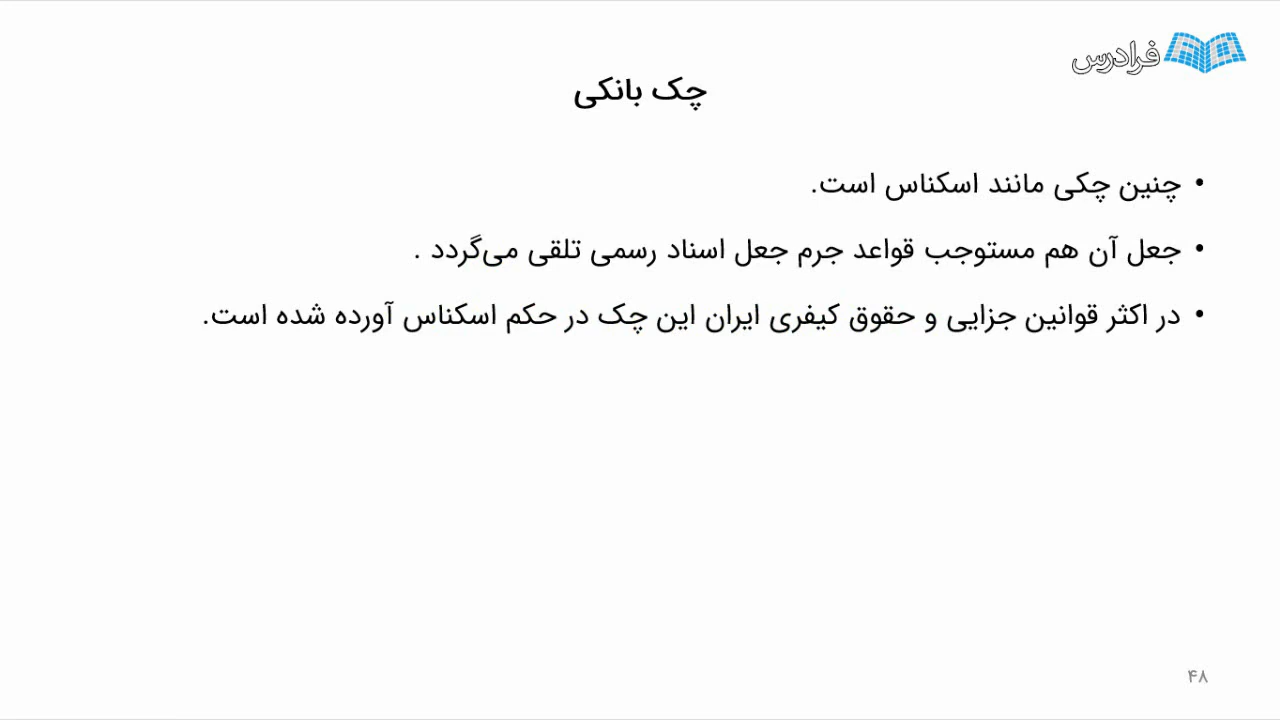 فرادرس
چک بانکی
• چنین چکی مانند اسکناس است.
• جعل آن هم مستوجب قواعد جرم جعل اسناد رسمی تلقی می‌گردد .
• در اکثر قوانین جزایی و حقوق کیفری ایران این چک در حکم اسکناس آورده شده است.
۴۸